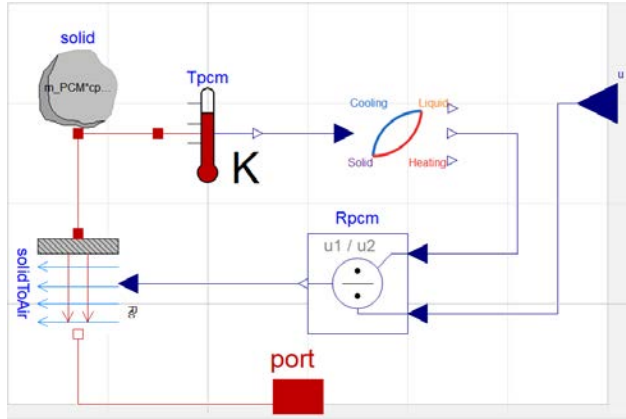 solid
m_PCM*cp...
Tpcm
K
Cooling
Liquid
Solid
Heating
u
Rpcm
u1 / u2
solidToAir
port